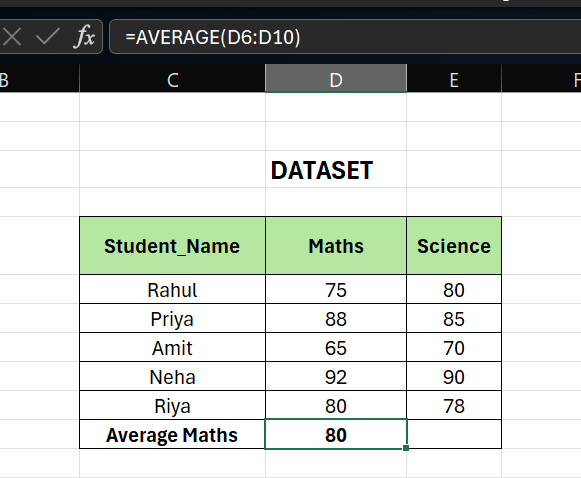 fx =AVERAGE(D6:D10)
B C D E F
DATASET
Student_Name Maths Science
Rahul 75 80
Priya 88 85
Amit 65 70
Neha 92 90
Riya 80 78
Average Maths 80